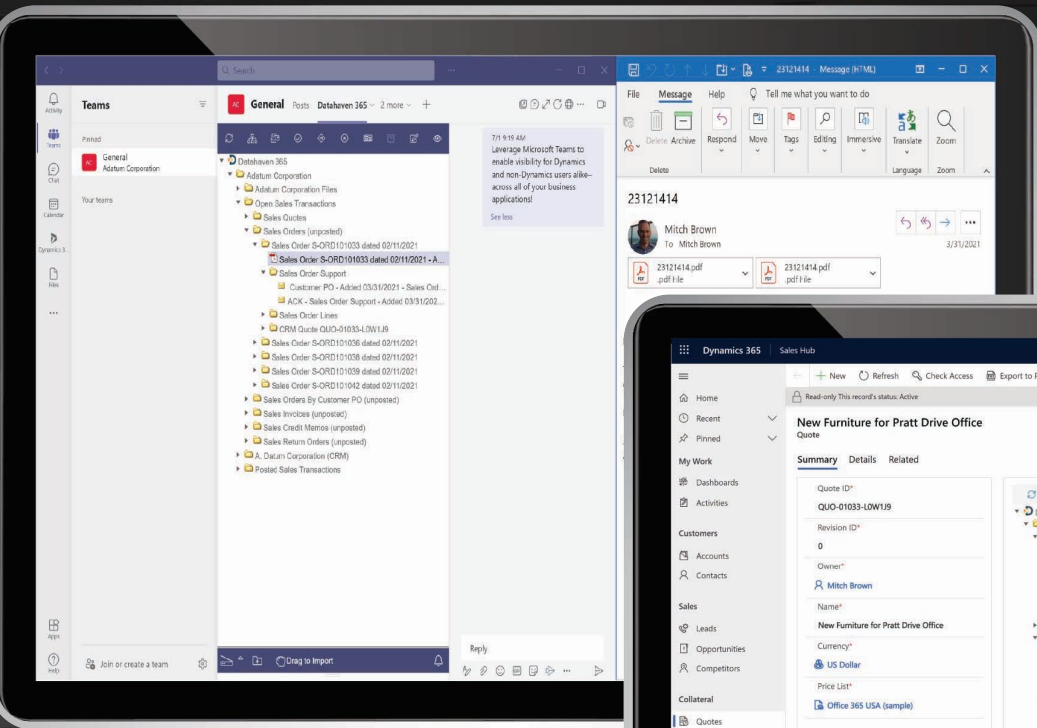 Search
Activity
Teams
Chat
Calendar
Dynamics 3...
Files
Apps
Help
Teams
Pinned
AC
General
Adatum Corporation
Your teams
Join or create a team
AC General Posts Datahaven 365 2 more +
Datahaven 365
Adatum Corporation
Adatum Corporation Files
Open Sales Transactions
Sales Quotes
Sales Orders (unposted)
Sales Order S-ORD101033 dated 02/11/2021
Sales Order S-ORD101033 dated 02/11/2021 - A...
Sales Order Support
Customer PO - Added 03/31/2021 - Sales Ord...
ACK - Sales Order Support - Added 03/31/202...
Sales Order Lines
CRM Quote QUO-01033-L0W1J9
Sales Order S-ORD101036 dated 02/11/2021
Sales Order S-ORD101038 dated 02/11/2021
Sales Order S-ORD101039 dated 02/11/2021
Sales Order S-ORD101042 dated 02/11/2021
Sales Orders By Customer PO (unposted)
Sales Invoices (unposted)
Sales Credit Memos (unposted)
Sales Return Orders (unposted)
A. Datum Corporation (CRM)
Posted Sales Transactions
Drag to Import
7/1 9:19 AM
Leverage Microsoft Teams to
enable visibility for Dynamics
and non-Dynamics users alike–
across all of your business
applications!
See less
Reply
23121414 - Message (HTML)
File Message Help Tell me what you want to do
Delete Archive Respond Move Tags Editing Immersive Translate Zoom
Delete Language Zoom
23121414
Mitch Brown
To Mitch Brown
3/31/2021
23121414.pdf
.pdf File
23121414.pdf
.pdf File
Dynamics 365 Sales Hub
New Refresh Check Access Export to P
Read-only This record's status: Active
Home
Recent
Pinned
My Work
Dashboards
Activities
Customers
Accounts
Contacts
Sales
Leads
Opportunities
Competitors
Collateral
Quotes
New Furniture for Pratt Drive Office
Quote
Summary Details Related
Quote ID*
QUO-01033-L0W1J9
Revision ID*
0
Owner*
Mitch Brown
Name*
New Furniture for Pratt Drive Office
Currency*
US Dollar
Price List*
Office 365 USA (sample)